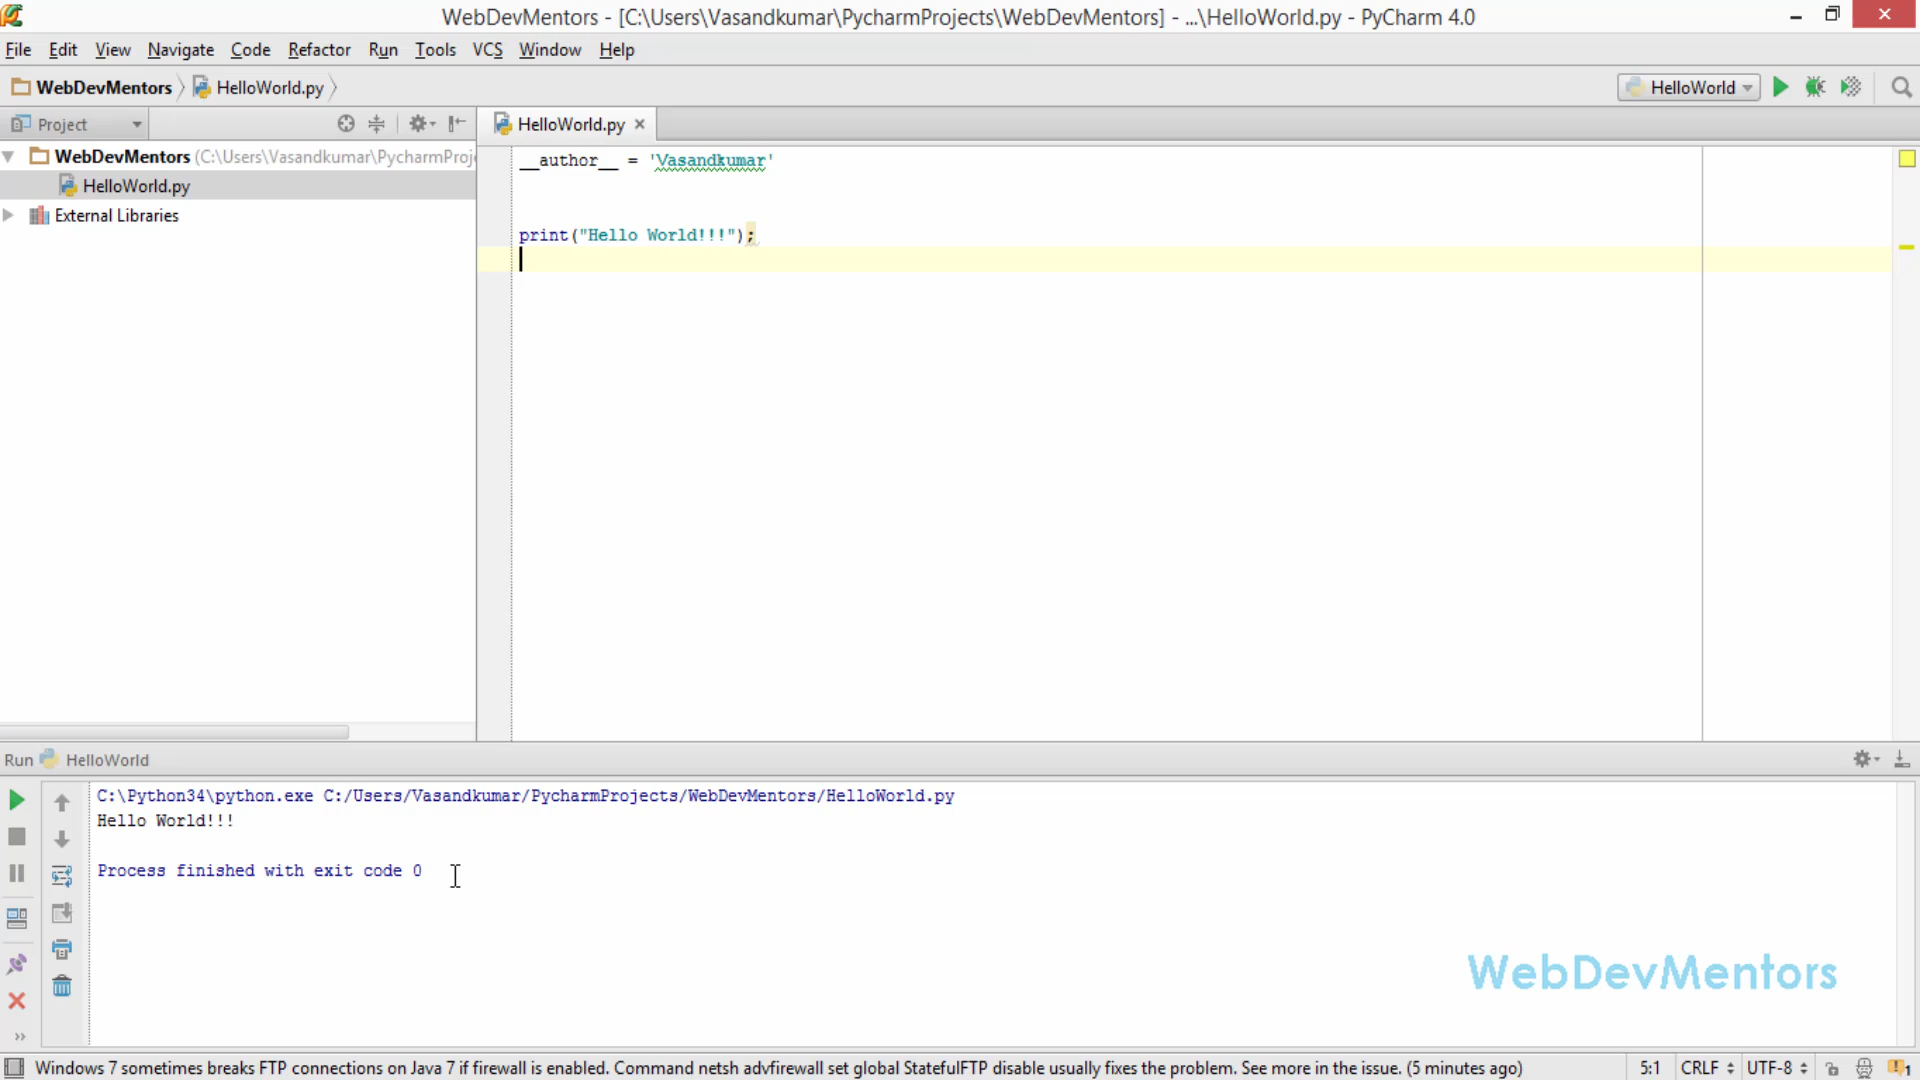 WebDevMentors - [C:\Users\Vasandkumar\PycharmProjects\WebDevMentors] - ...\HelloWorld.py - PyCharm 4.0
File Edit View Navigate Code Refactor Run Tools VCS Window Help
WebDevMentors HelloWorld.py HelloWorld
Project HelloWorld.py
WebDevMentors (C:\Users\Vasandkumar\PycharmProj
HelloWorld.py
External Libraries
__author__ = 'Vasandkumar'
print("Hello World!!!");
Run HelloWorld
C:\Python34\python.exe C:/Users/Vasandkumar/PycharmProjects/WebDevMentors/HelloWorld.py
Hello World!!!
Process finished with exit code 0
WebDevMentors
Windows 7 sometimes breaks FTP connections on Java 7 if firewall is enabled. Command netsh advfirewall set global StatefulFTP disable usually fixes the problem. See more in the issue. (5 minutes ago) 5:1 CRLF UTF-8 1